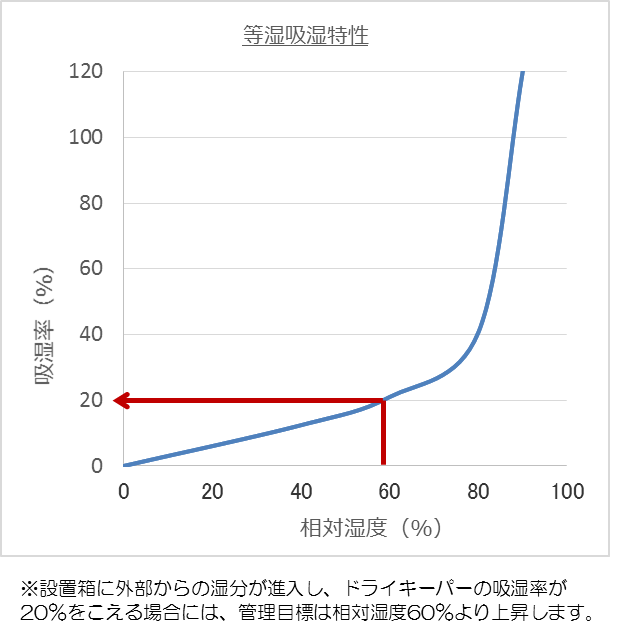 等湿吸湿特性
120
100
80
60
40
20
0
吸湿率（%）
0 20 40 60 80 100
相対湿度（%）
※設置箱に外部からの湿分が進入し、ドライキーパーの吸湿率が
20%をこえる場合には、管理目標は相対湿度60%より上昇します。